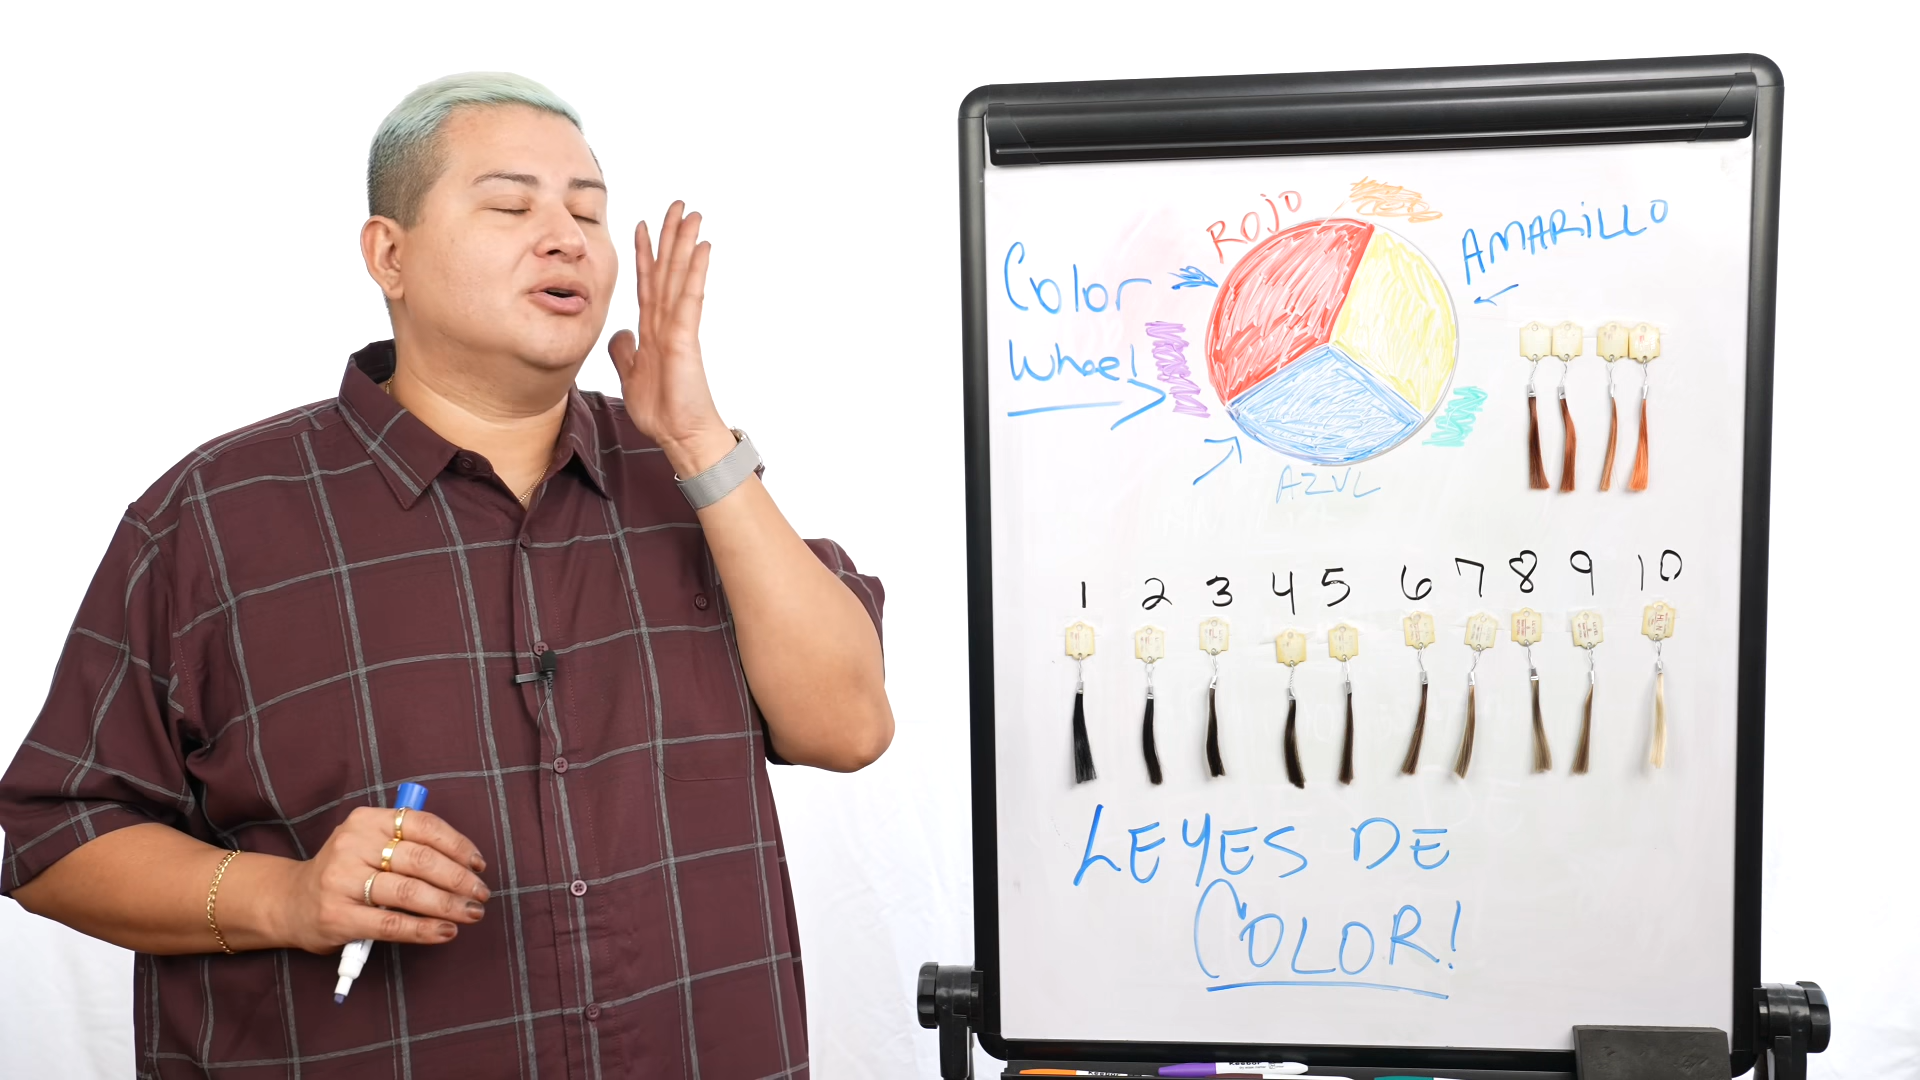 ROJO
AMARILLO
Color
Wheel
AZUL
1 2 3 4 5 6 7 8 9 10
LEYES DE
COLOR!